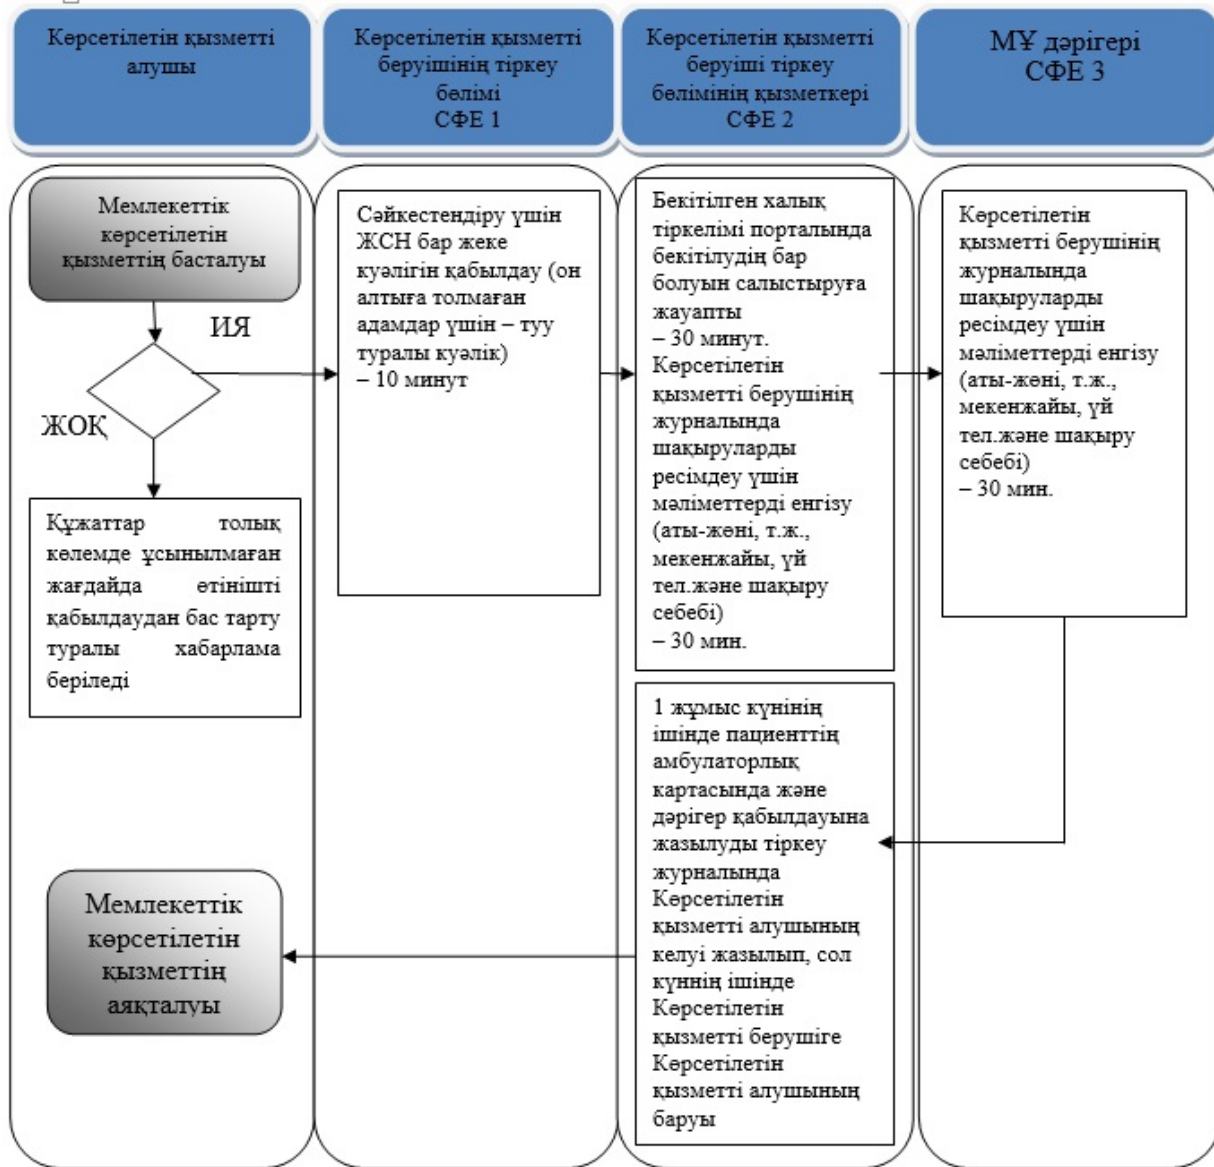 Көрсетілетін қызметті
алушы
Көрсетілетін қызметті
беруішінің тіркеу
бөлімі
СФЕ 1
Көрсетілетін қызметті
беруіші тіркеу
бөлімінің қызметкері
СФЕ 2
МҰ дәрігері
СФЕ 3
Мемлекеттік
көрсетілетін
қызметтің басталуы
ИЯ
ЖОҚ
Құжаттар толық
көлемде ұсынылмаған
жағдайда өтінішті
қабылдаудан бас тарту
туралы хабарлама
беріледі
Мемлекеттік
көрсетілетін
қызметтің
аяқталуы
Сәйкестендіру үшін
ЖСН бар жеке
куәлігін қабылдау (он
алтыға толмаған
адамдар үшін – туу
туралы куәлік)
– 10 минут
Бекітілген халық
тіркелімі порталында
бекітілудің бар
болуын салыстыруға
жауапты
– 30 минут.
Көрсетілетін
қызметті берушінің
журналында
шақыруларды
ресімдеу үшін
мәліметтерді енгізу
(аты-жөні, т.ж.,
мекенжайы, үй
тел.және шақыру
себебі)
– 30 мин.
1 жұмыс күнінің
ішінде пациенттің
амбулаторлық
картасында және
дәрігер қабылдауына
жазылуды тіркеу
журналында
Көрсетілетін
қызметті алушының
келуі жазылып, сол
күннің ішінде
Көрсетілетін
қызметті берушіге
Көрсетілетін
қызметті алушының
баруы
Көрсетілетін
қызметті берушінің
журналында
шақыруларды
ресімдеу үшін
мәліметтерді енгізу
(аты-жөні, т.ж.,
мекенжайы, үй
тел.және шақыру
себебі)
– 30 мин.